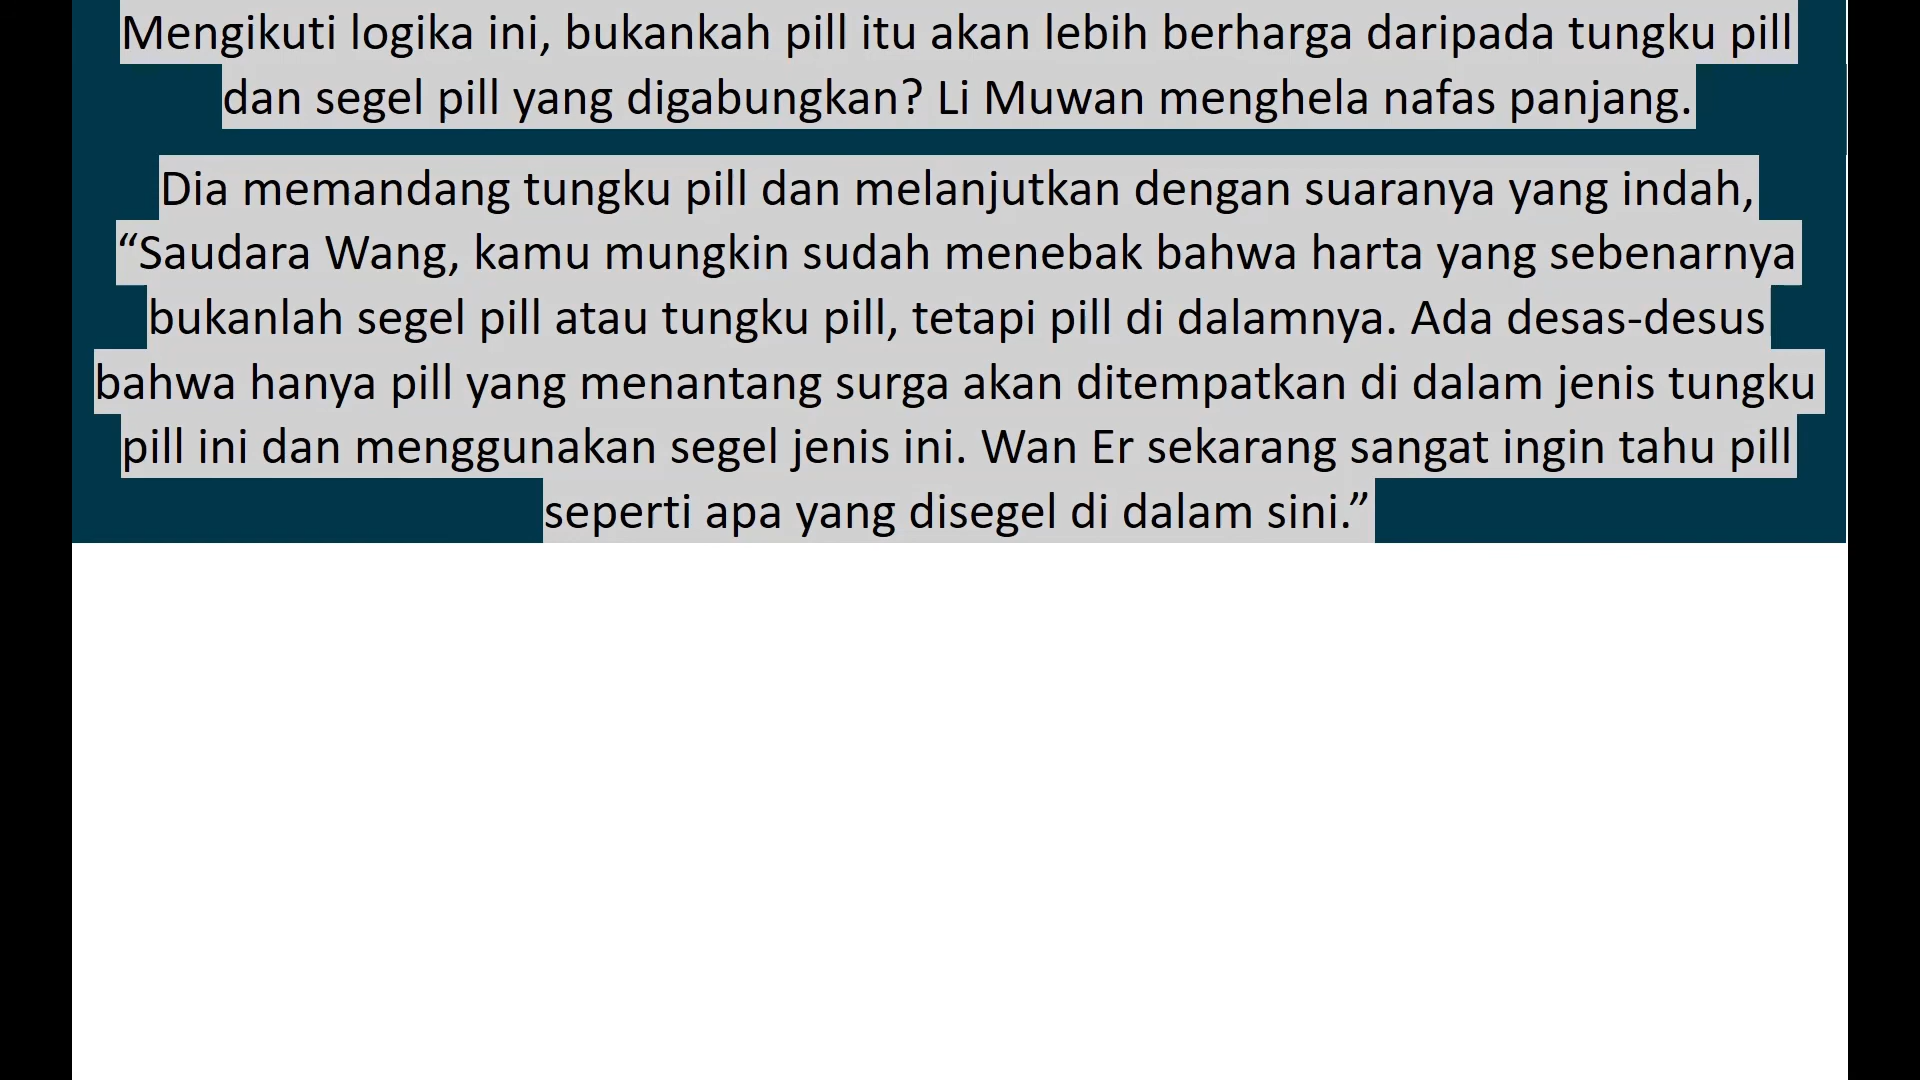 Mengikuti logika ini, bukankah pill itu akan lebih berharga daripada tungku pill
dan segel pill yang digabungkan? Li Muwan menghela nafas panjang.
Dia memandang tungku pill dan melanjutkan dengan suaranya yang indah,
“Saudara Wang, kamu mungkin sudah menebak bahwa harta yang sebenarnya
bukanlah segel pill atau tungku pill, tetapi pill di dalamnya. Ada desas-desus
bahwa hanya pill yang menantang surga akan ditempatkan di dalam jenis tungku
pill ini dan menggunakan segel jenis ini. Wan Er sekarang sangat ingin tahu pill
seperti apa yang disegel di dalam sini.”